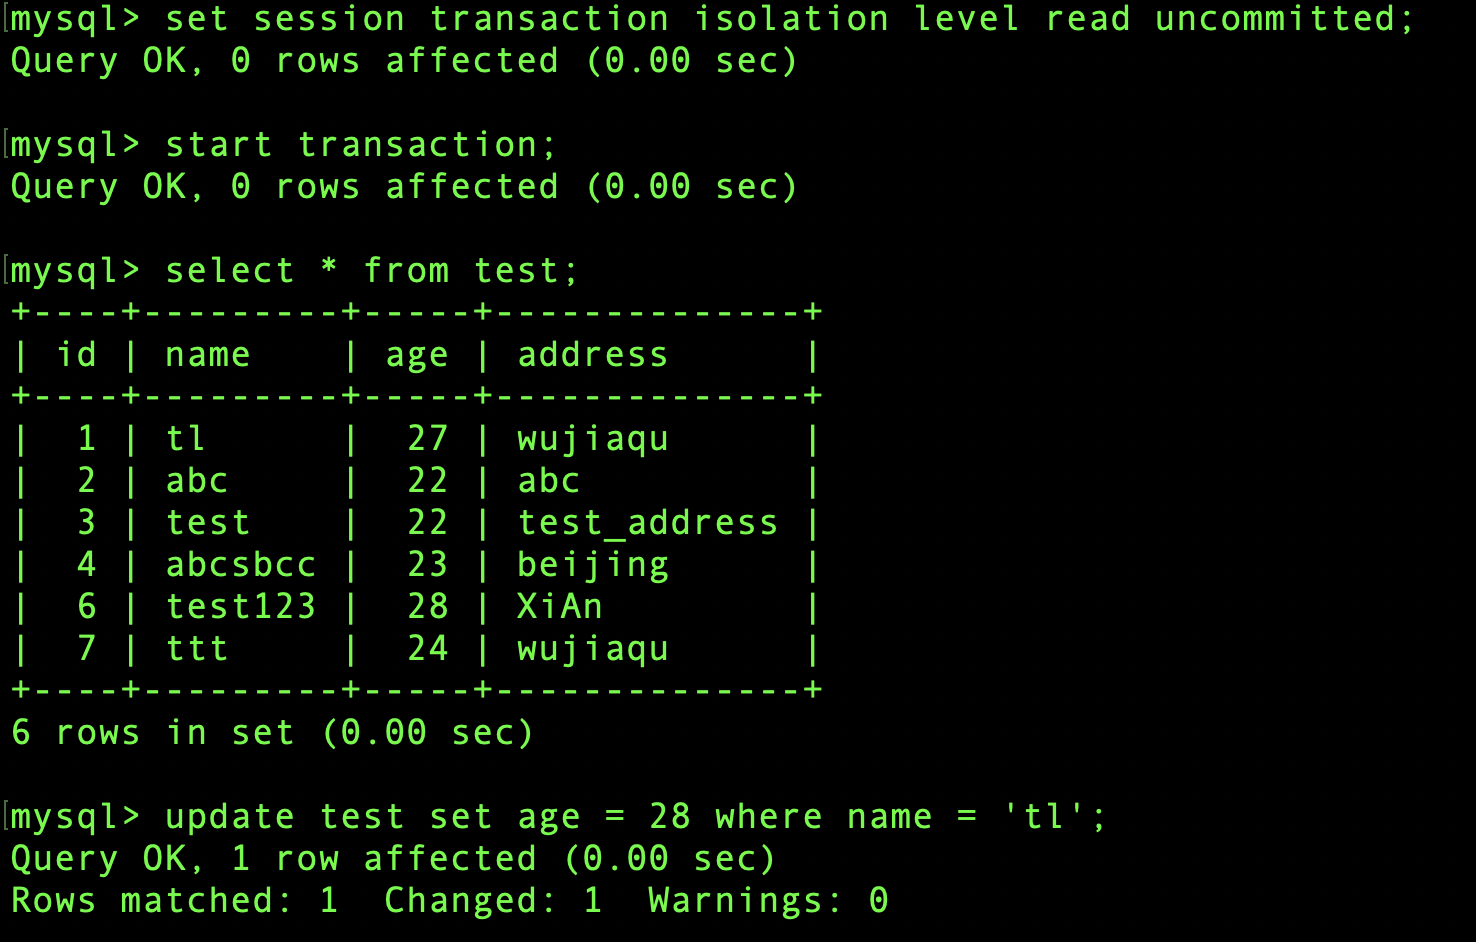 mysql> set session transaction isolation level read uncommitted;
Query OK, 0 rows affected (0.00 sec)

mysql> start transaction;
Query OK, 0 rows affected (0.00 sec)

mysql> select * from test;
+----+---------+-----+--------------+
| id | name    | age | address      |
+----+---------+-----+--------------+
|  1 | tl      |  27 | wujiaqu      |
|  2 | abc     |  22 | abc          |
|  3 | test    |  22 | test_address |
|  4 | abcsbcc |  23 | beijing      |
|  6 | test123 |  28 | XiAn         |
|  7 | ttt     |  24 | wujiaqu      |
+----+---------+-----+--------------+
6 rows in set (0.00 sec)

mysql> update test set age = 28 where name = 'tl';
Query OK, 1 row affected (0.00 sec)
Rows matched: 1  Changed: 1  Warnings: 0